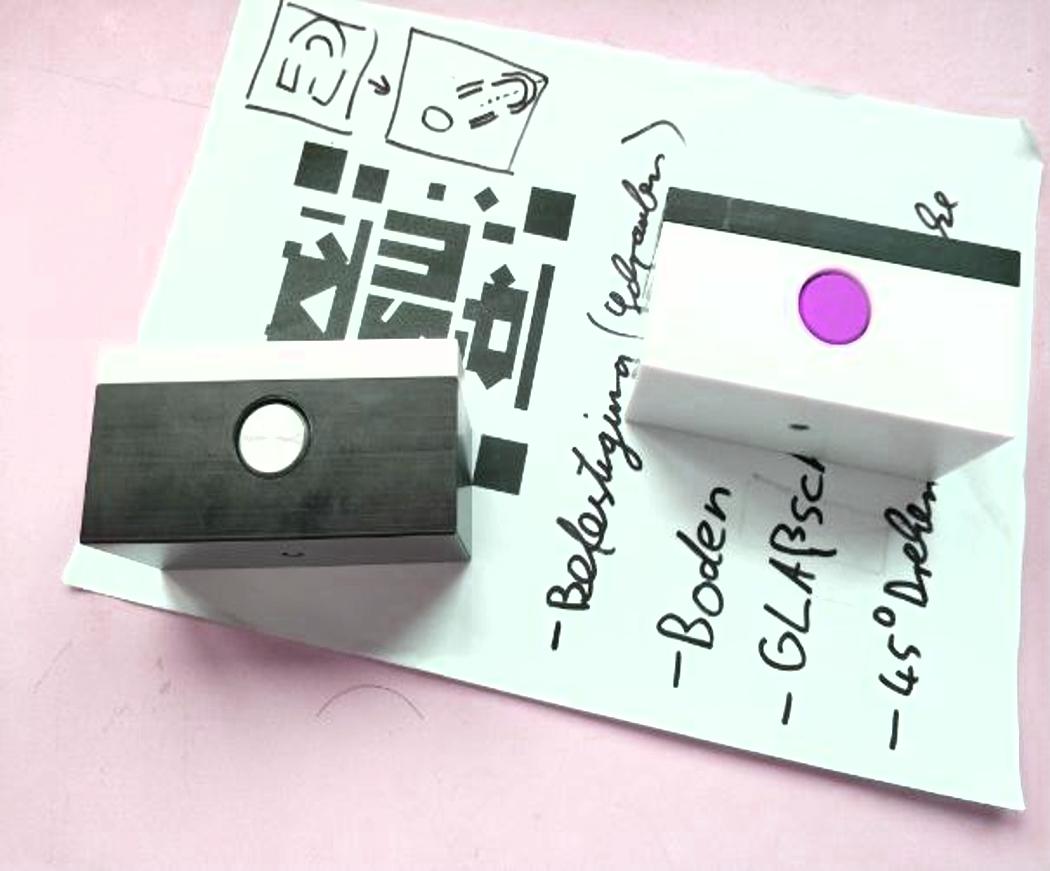 - Befestigung (Schrauben)
- Boden
- GLAßSCH
- 45° Drehen